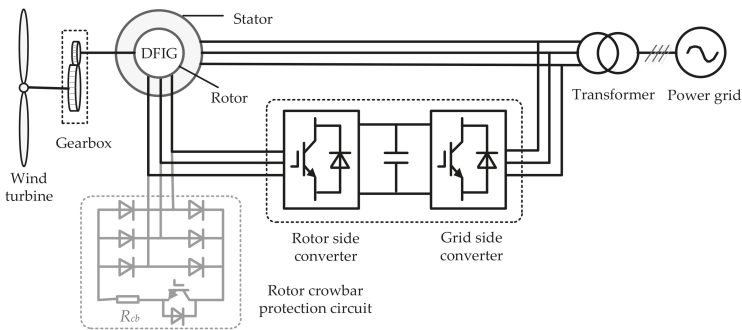 Stator
DFIG
Rotor
Gearbox
Wind
turbine
Transformer
Power grid
Rotor side
converter
Grid side
converter
Rotor crowbar
protection circuit
Rcb